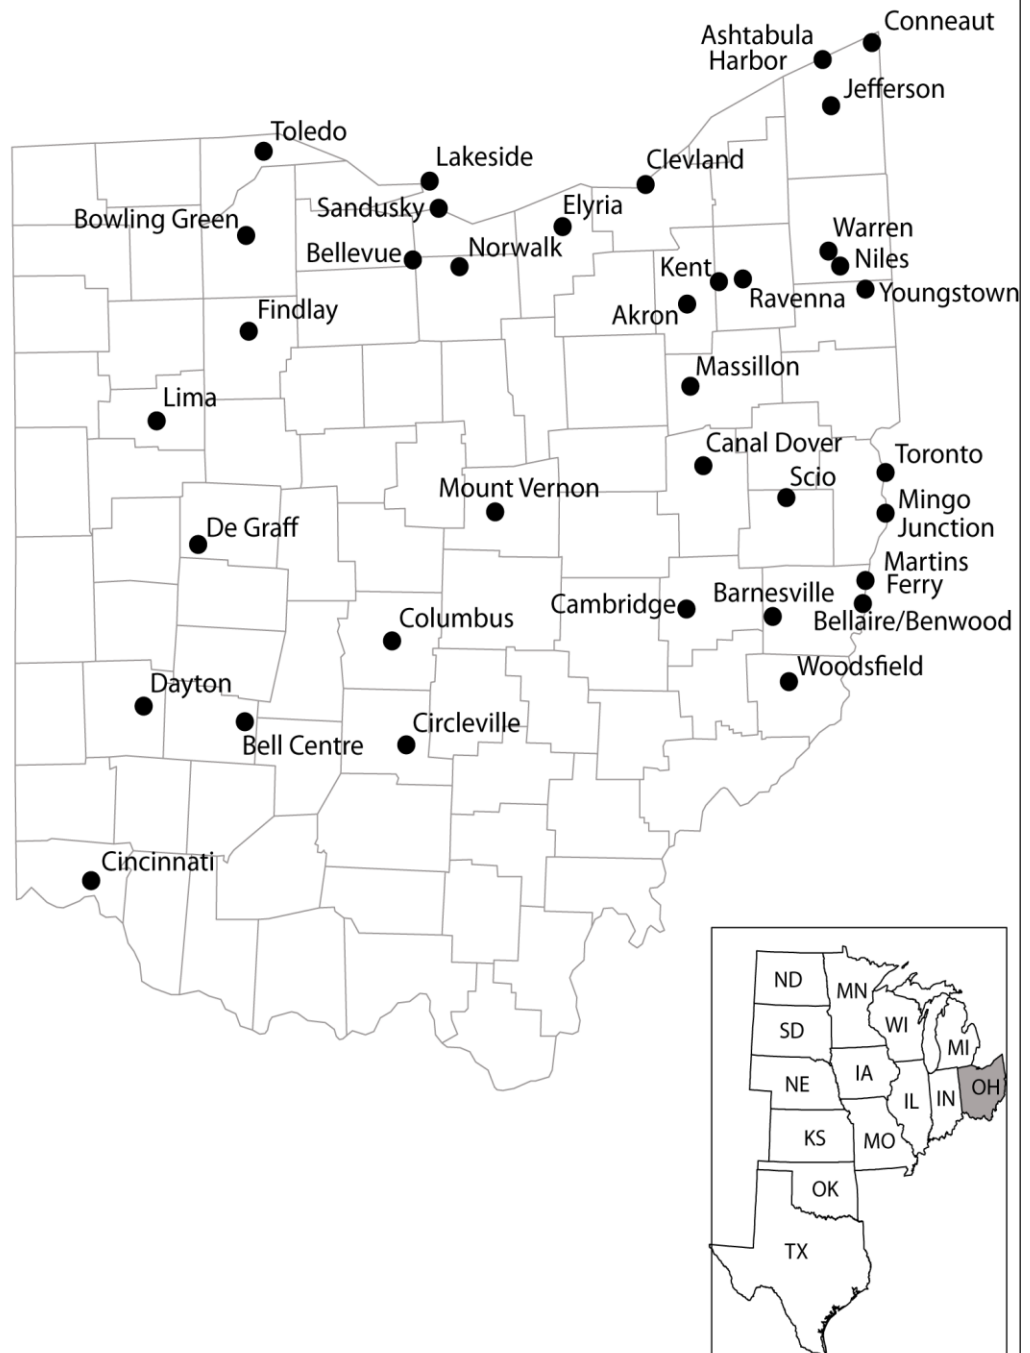 Conneaut
Ashtabula
Harbor
Jefferson
Toledo
Lakeside
Clevland
Sandusky
Elyria
Bowling Green
Warren
Bellevue
Norwalk
Niles
Kent
Ravenna
Youngstown
Akron
Findlay
Massillon
Lima
Canal Dover
Toronto
Scio
Mount Vernon
Mingo
Junction
De Graff
Martins
Ferry
Barnesville
Cambridge
Bellaire/Benwood
Columbus
Woodsfield
Dayton
Circleville
Bell Centre
Cincinnati
ND
MN
WI
SD
MI
IA
NE
OH
IL
IN
KS
MO
OK
TX